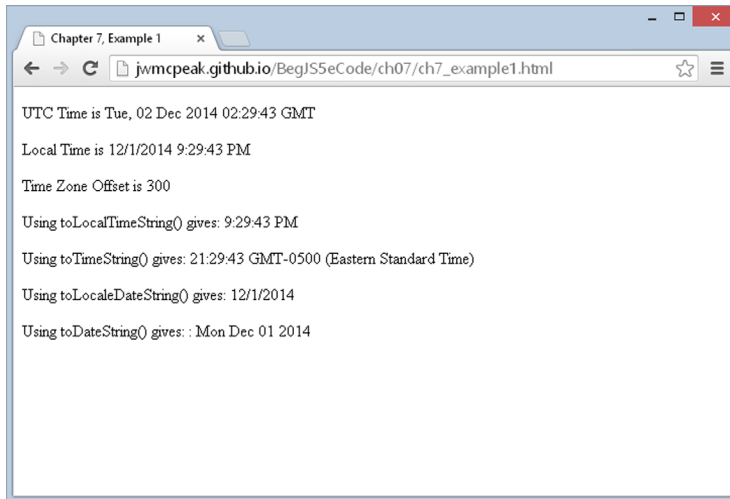 Chapter 7, Example 1
jwmcpeak.github.io/BegJS5eCode/ch07/ch7_example1.html
UTC Time is Tue, 02 Dec 2014 02:29:43 GMT
Local Time is 12/1/2014 9:29:43 PM
Time Zone Offset is 300
Using toLocalTimeString() gives: 9:29:43 PM
Using toTimeString() gives: 21:29:43 GMT-0500 (Eastern Standard Time)
Using toLocaleDateString() gives: 12/1/2014
Using toDateString() gives: : Mon Dec 01 2014